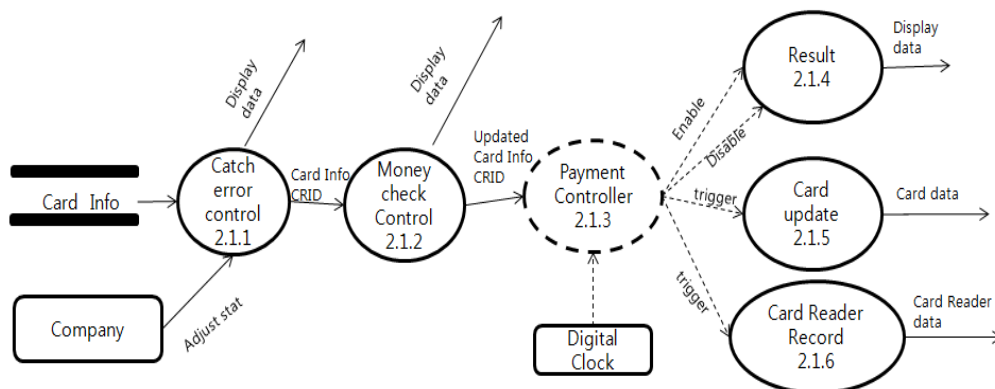 Card Info
Company
Adjust stat
Display
data
Catch
error
control
2.1.1
Card Info
CRID
Display
data
Money
check
Control
2.1.2
Updated
Card Info
CRID
Payment
Controller
2.1.3
Digital
Clock
Enable
Disable
trigger
trigger
Result
2.1.4
Display
data
Card
update
2.1.5
Card data
Card Reader
Record
2.1.6
Card Reader
data